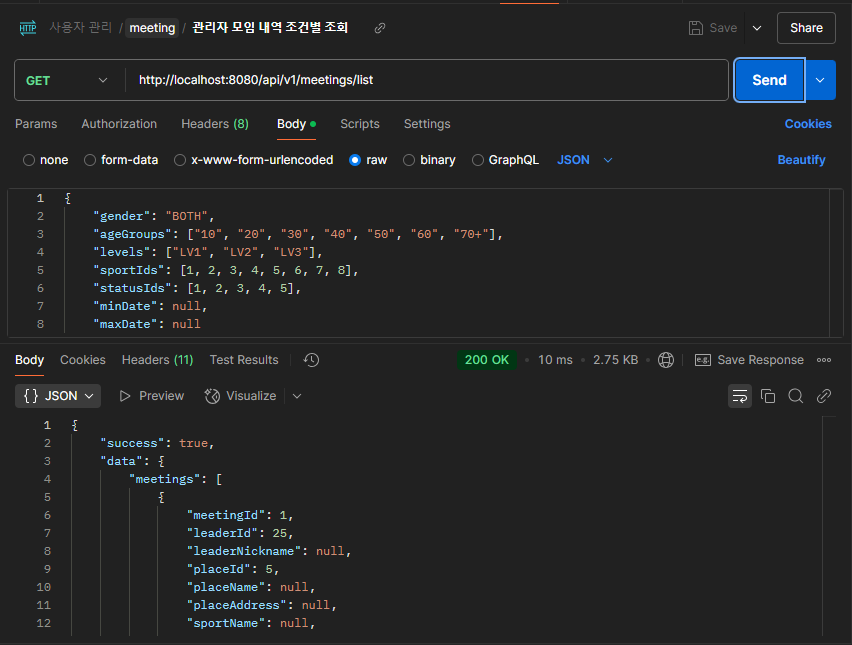 HTTP 사용자 관리 / meeting / 관리자 모임 내역 조건별 조회 Save Share
GET http://localhost:8080/api/v1/meetings/list Send
Params Authorization Headers (8) Body Scripts Settings Cookies
none form-data x-www-form-urlencoded raw binary GraphQL JSON Beautify
1 {
2 "gender": "BOTH",
3 "ageGroups": ["10", "20", "30", "40", "50", "60", "70+"],
4 "levels": ["LV1", "LV2", "LV3"],
5 "sportIds": [1, 2, 3, 4, 5, 6, 7, 8],
6 "statusIds": [1, 2, 3, 4, 5],
7 "minDate": null,
8 "maxDate": null
Body Cookies Headers (11) Test Results 200 OK • 10 ms • 2.75 KB • e.g. Save Response
{} JSON Preview Visualize
1 {
2 "success": true,
3 "data": {
4 "meetings": [
5 {
6 "meetingId": 1,
7 "leaderId": 25,
8 "leaderNickname": null,
9 "placeId": 5,
10 "placeName": null,
11 "placeAddress": null,
12 "sportName": null,